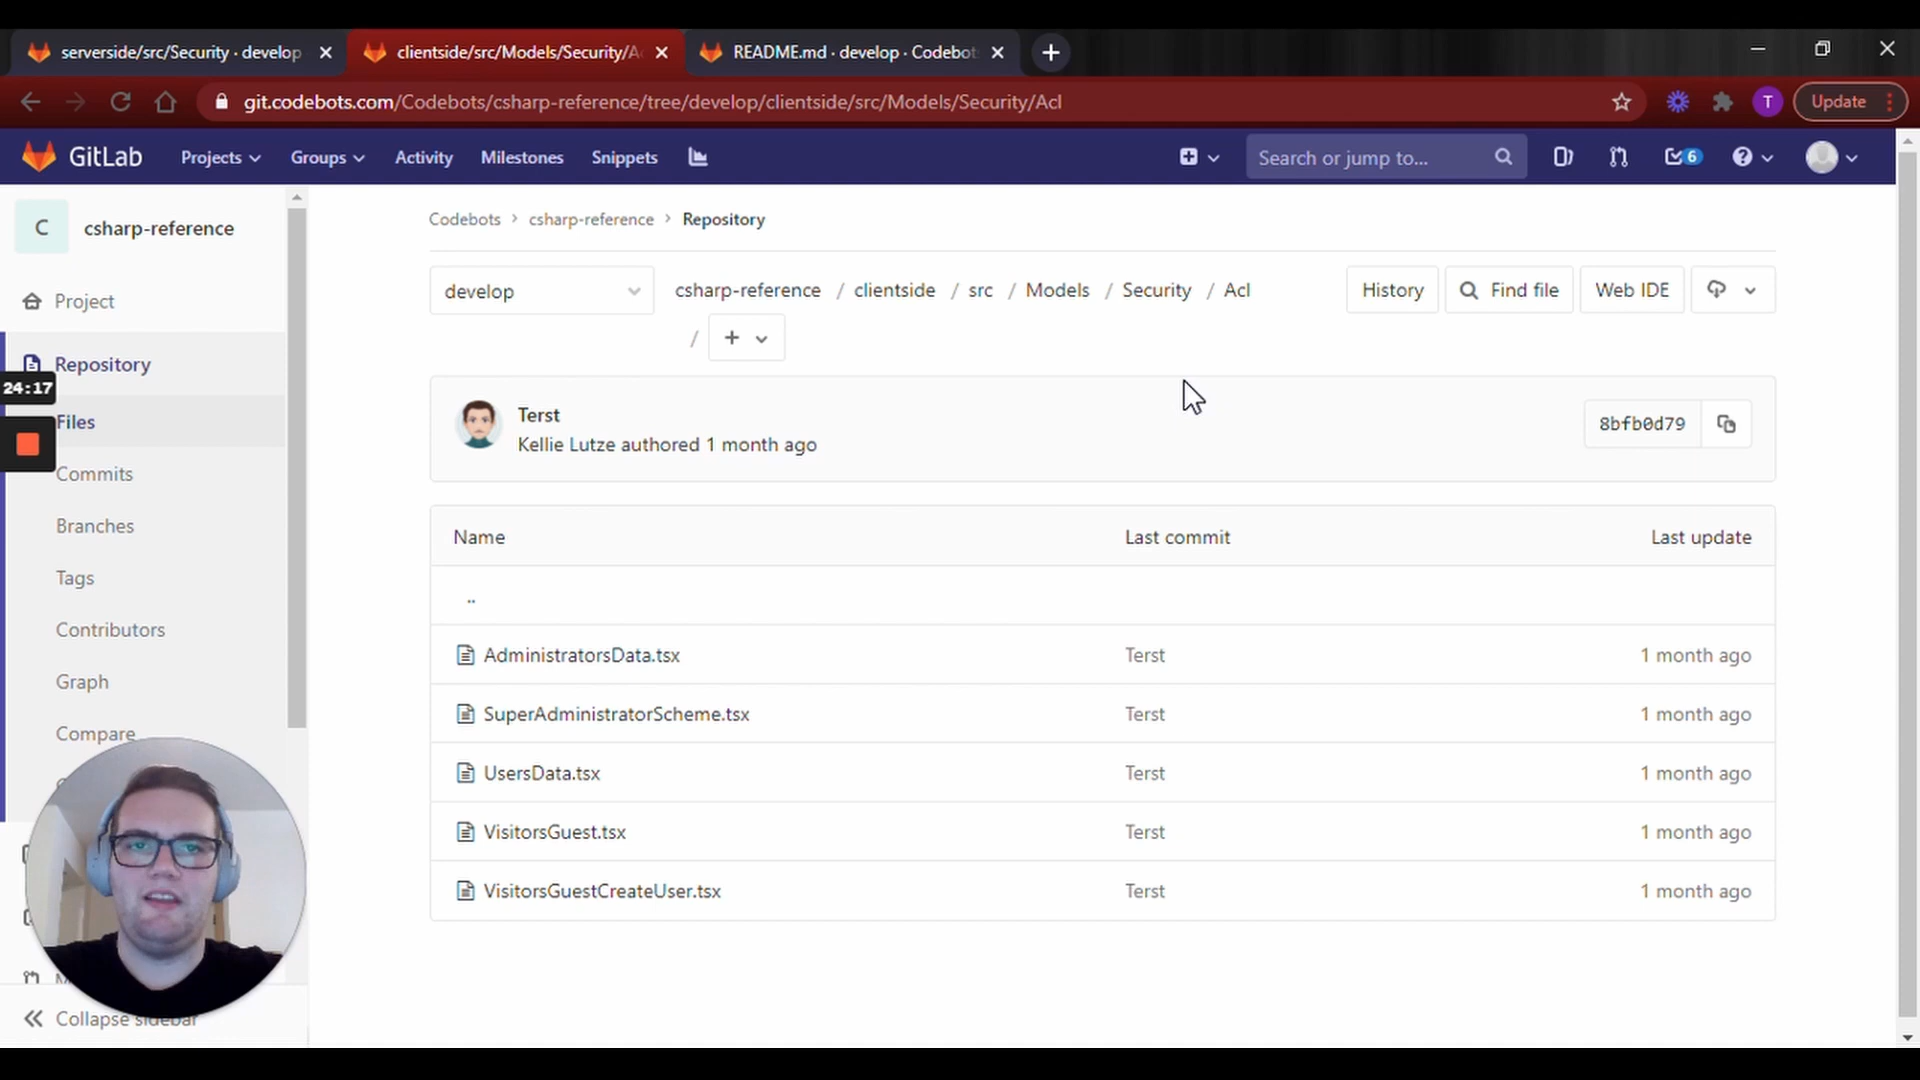 serverside/src/Security · develop
clientside/src/Models/Security/A
README.md · develop · Codebot
git.codebots.com/Codebots/csharp-reference/tree/develop/clientside/src/Models/Security/Acl
T
Update
GitLab
Projects
Groups
Activity
Milestones
Snippets
Search or jump to...
6
C
csharp-reference
Codebots > csharp-reference > Repository
Project
develop
csharp-reference / clientside / src / Models / Security / Acl
/ +
History
Find file
Web IDE
Repository
24:17
Files
Terst
Kellie Lutze authored 1 month ago
8bfb0d79
Commits
Branches
Tags
Contributors
Graph
Compare
Name Last commit Last update
..
AdministratorsData.tsx Terst 1 month ago
SuperAdministratorScheme.tsx Terst 1 month ago
UsersData.tsx Terst 1 month ago
VisitorsGuest.tsx Terst 1 month ago
VisitorsGuestCreateUser.tsx Terst 1 month ago
Collapse sidebar